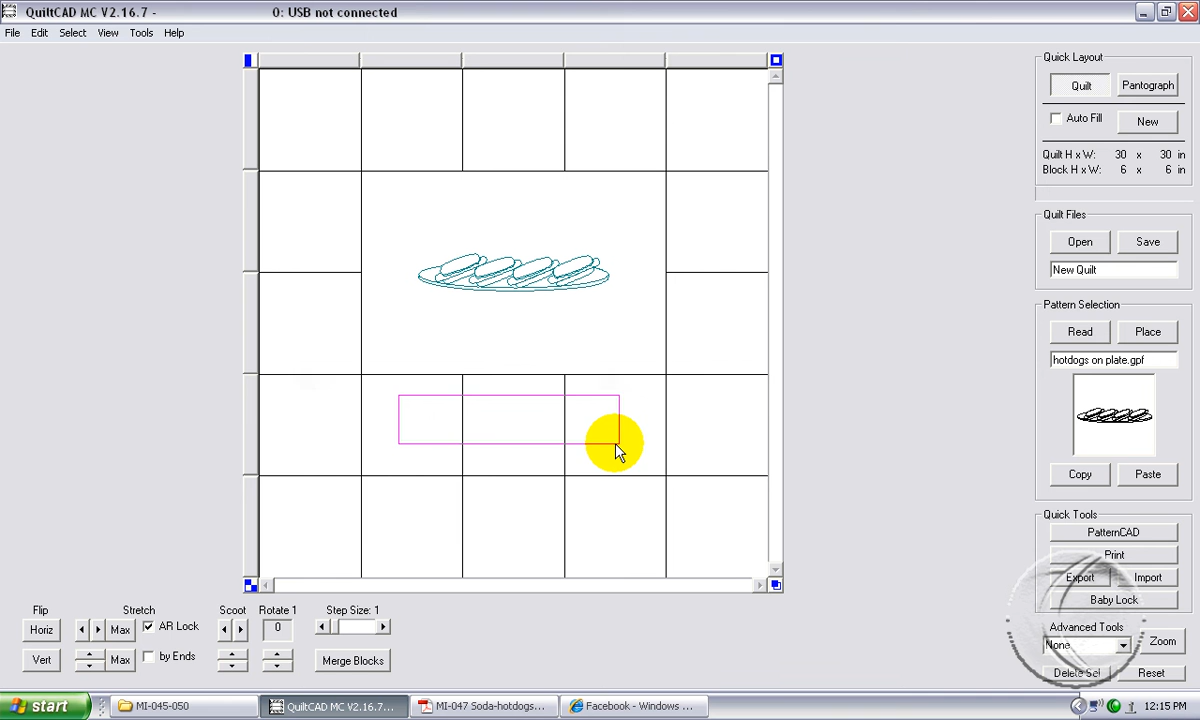 QuiltCAD MC V2.16.7 -
0: USB not connected
File Edit Select View Tools Help
Quick Layout
Quilt Pantograph
Auto Fill New
Quilt H x W: 30 x 30 in
Block H x W: 6 x 6 in
Quilt Files
Open Save
New Quilt
Pattern Selection
Read Place
hotdogs on plate.gpf
Copy Paste
Quick Tools
PatternCAD
Print
Export Import
Baby Lock
Advanced Tools
None Zoom
Delete Sel Reset
Flip Stretch Scoot Rotate 1 Step Size: 1
Horiz Max AR Lock 0
Vert Max by Ends Merge Blocks
start MI-045-050 QuiltCAD MC V2.16.7... MI-047 Soda-hotdogs... Facebook - Windows ... 12:15 PM